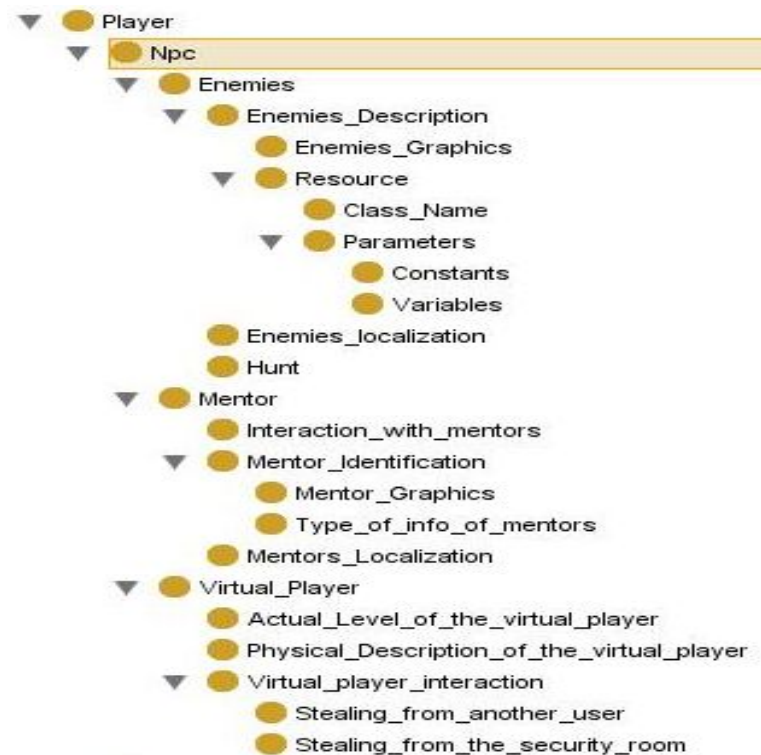 Player
Npc
Enemies
Enemies_Description
Enemies_Graphics
Resource
Class_Name
Parameters
Constants
Variables
Enemies_localization
Hunt
Mentor
Interaction_with_mentors
Mentor_Identification
Mentor_Graphics
Type_of_info_of_mentors
Mentors_Localization
Virtual_Player
Actual_Level_of_the_virtual_player
Physical_Description_of_the_virtual_player
Virtual_player_interaction
Stealing_from_another_user
Stealing_from_the_security_room